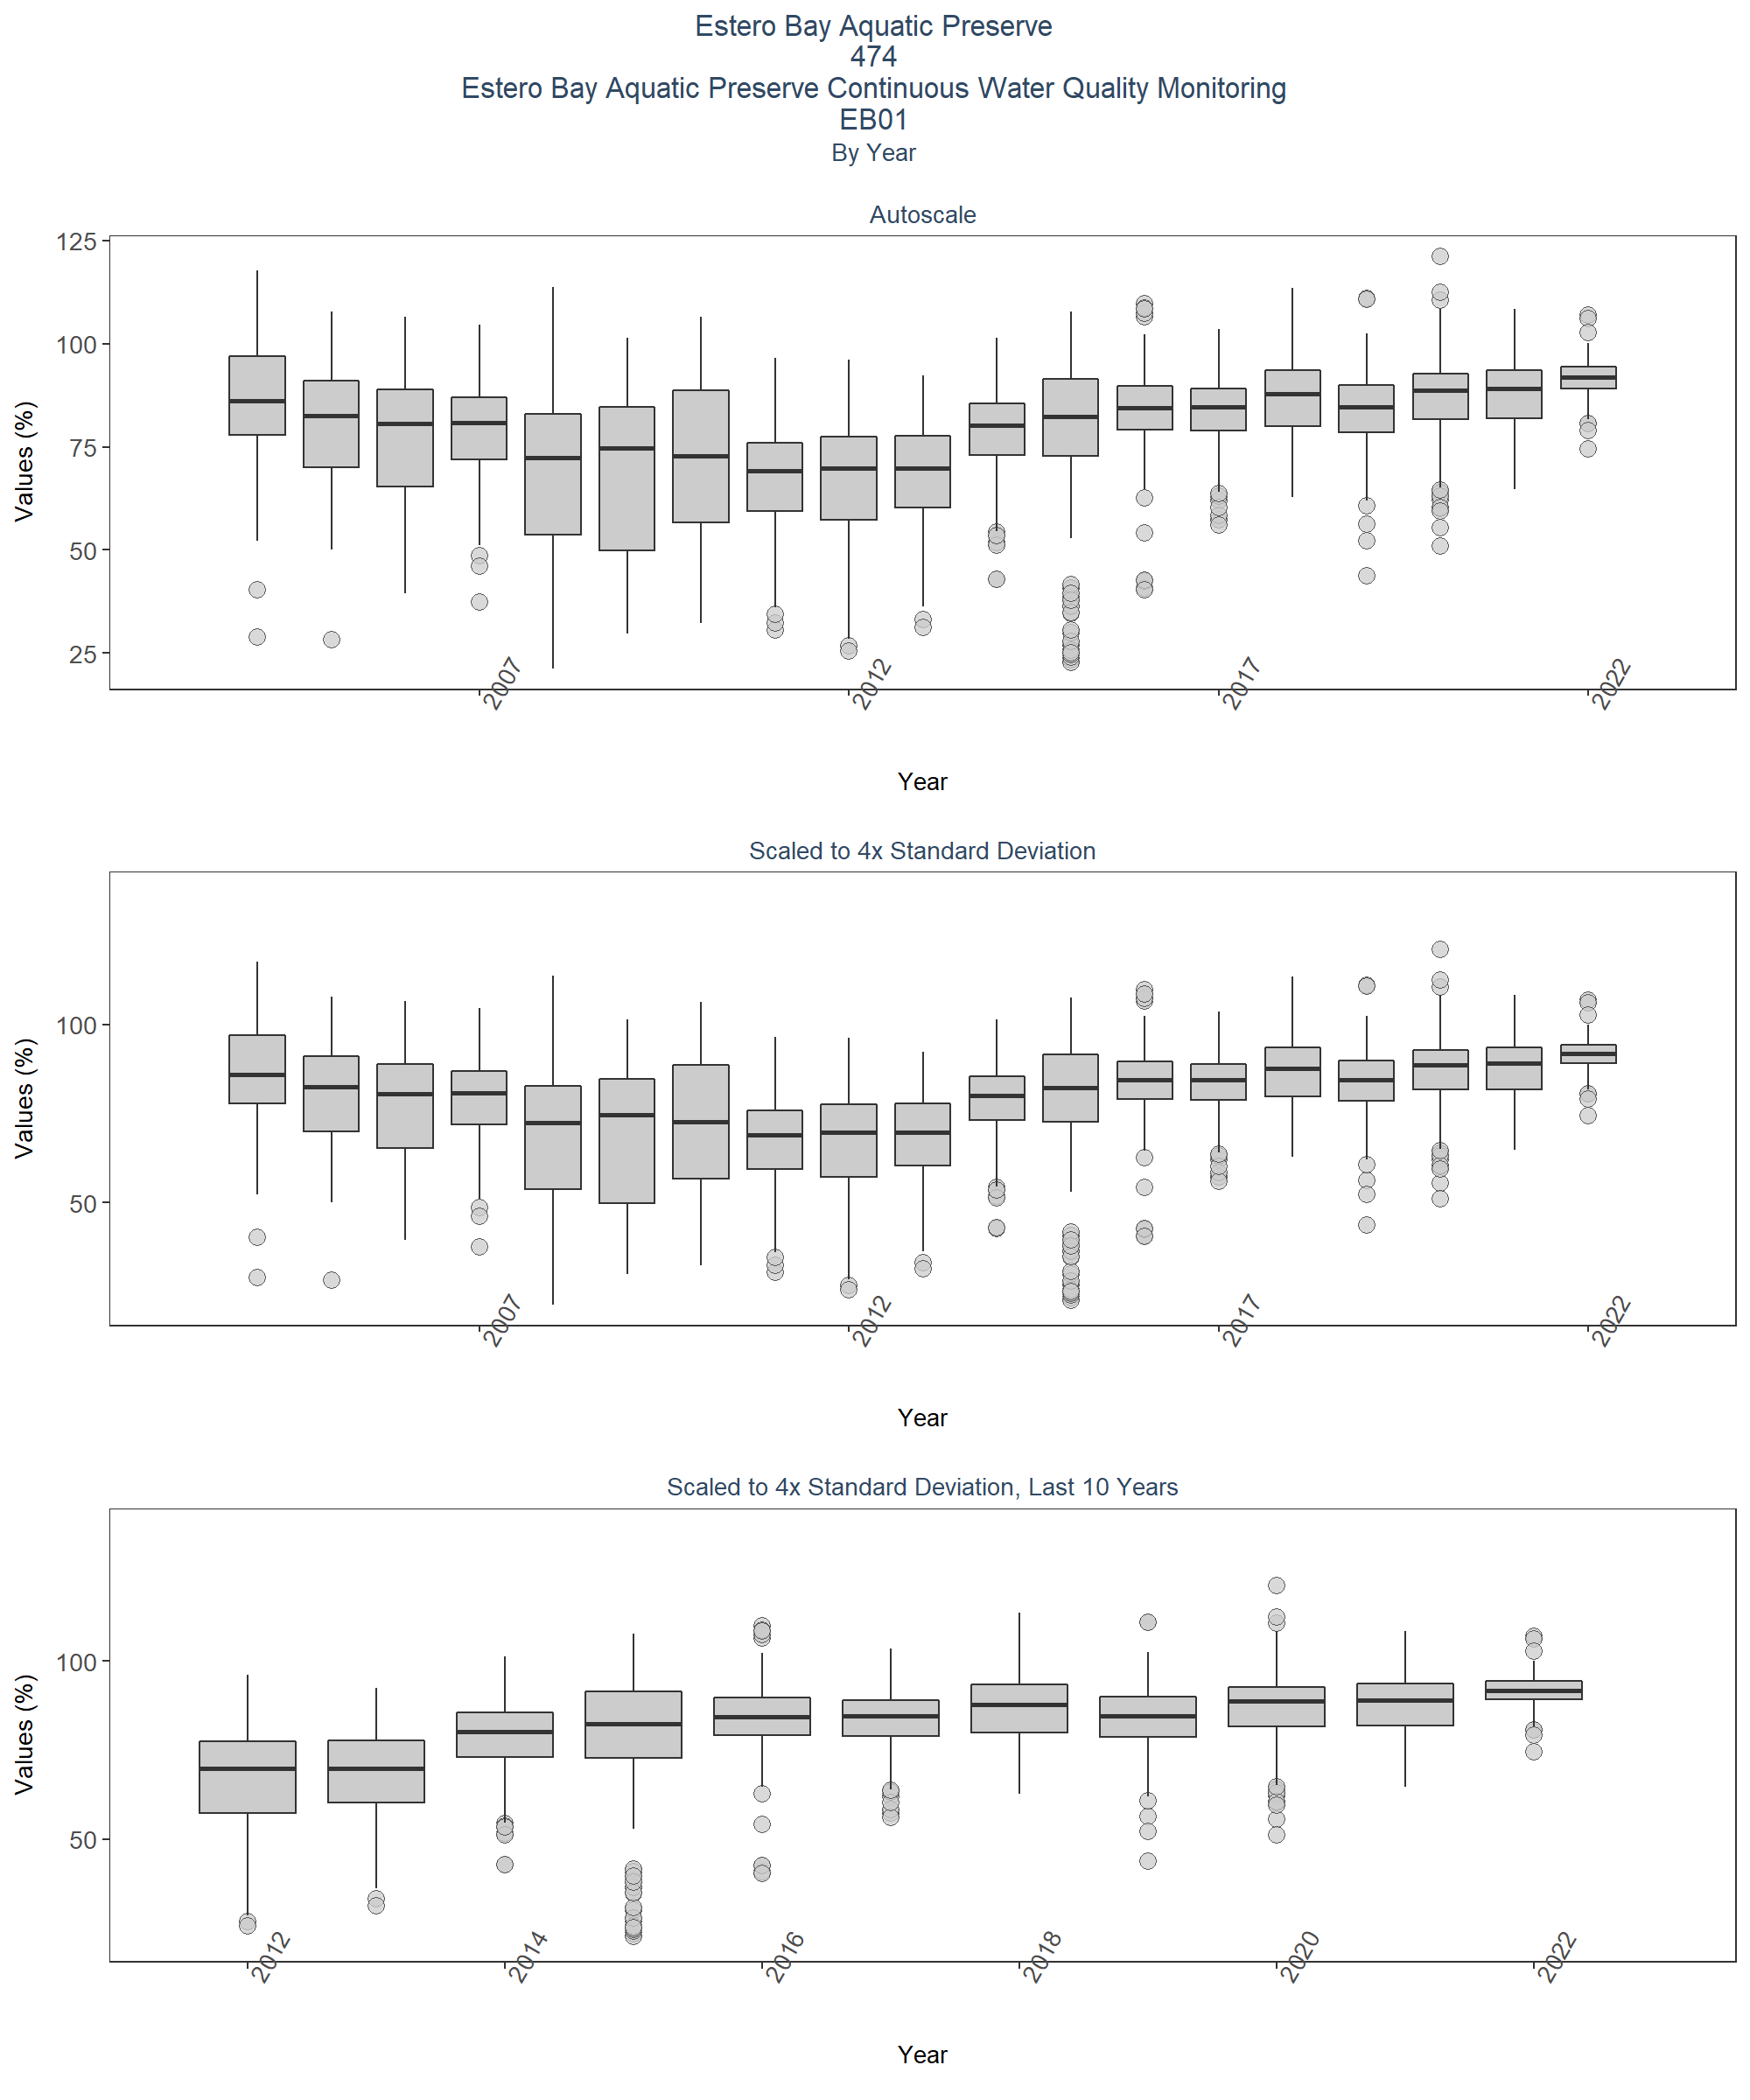 Estero Bay Aquatic Preserve
474
Estero Bay Aquatic Preserve Continuous Water Quality Monitoring
EB01
By Year
Autoscale
Values (%)
125
100
75
50
25
2007
2012
2017
2022
Year
Scaled to 4x Standard Deviation
Values (%)
100
50
2007
2012
2017
2022
Year
Scaled to 4x Standard Deviation, Last 10 Years
Values (%)
100
50
2012
2014
2016
2018
2020
2022
Year